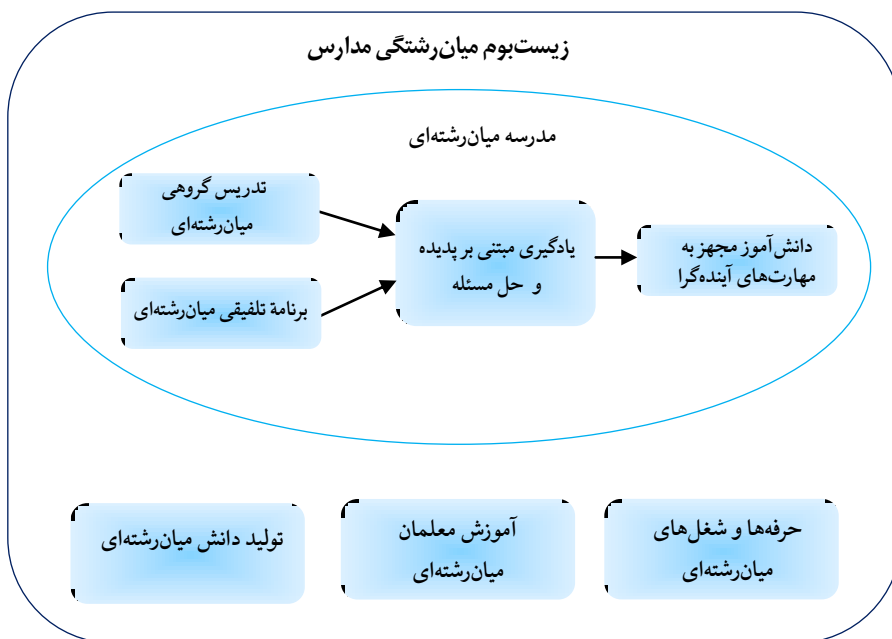 زیست‌بوم میان‌رشتگی مدارس
مدرسه میان‌رشته‌ای
تدریس گروهی
میان‌رشته‌ای
برنامهٔ تلفیقی میان‌رشته‌ای
یادگیری مبتنی بر پدیده
و حل مسئله
دانش‌آموز مجهز به
مهارت‌های آینده‌گرا
حرفه‌ها و شغل‌های
میان‌رشته‌ای
آموزش معلمان
میان‌رشته‌ای
تولید دانش میان‌رشته‌ای